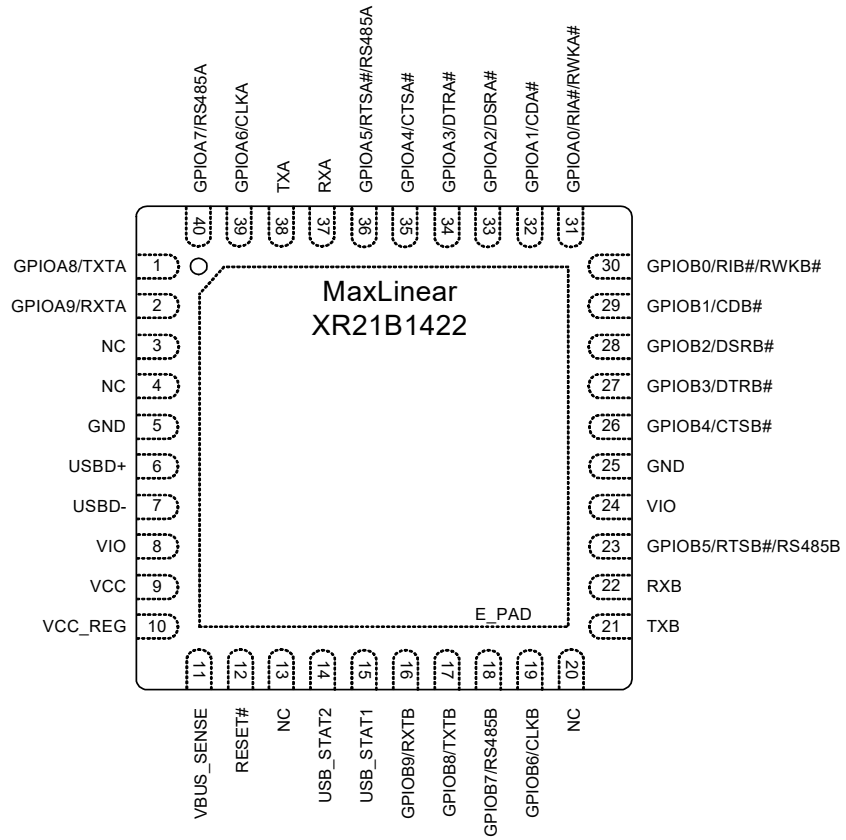 GPIOA7/RS485A
GPIOA6/CLKA
TXA
RXA
GPIOA5/RTSA#/RS485A
GPIOA4/CTSA#
GPIOA3/DTRA#
GPIOA2/DSRA#
GPIOA1/CDA#
GPIOA0/RIA#/RWKA#
40 39 38 37 36 35 34 33 32 31
GPIOA8/TXTA 1 30 GPIOB0/RIB#/RWKB#
MaxLinear
GPIOA9/RXTA 2 29 GPIOB1/CDB#
XR21B1422
NC 3 28 GPIOB2/DSRB#
NC 4 27 GPIOB3/DTRB#
GND 5 26 GPIOB4/CTSB#
USBD+ 6 25 GND
USBD- 7 24 VIO
VIO 8 23 GPIOB5/RTSB#/RS485B
VCC 9 22 RXB
E_PAD
VCC_REG 10 21 TXB
11 12 13 14 15 16 17 18 19 20
VBUS_SENSE
RESET#
NC
USB_STAT2
USB_STAT1
GPIOB9/RXTB
GPIOB8/TXTB
GPIOB7/RS485B
GPIOB6/CLKB
NC